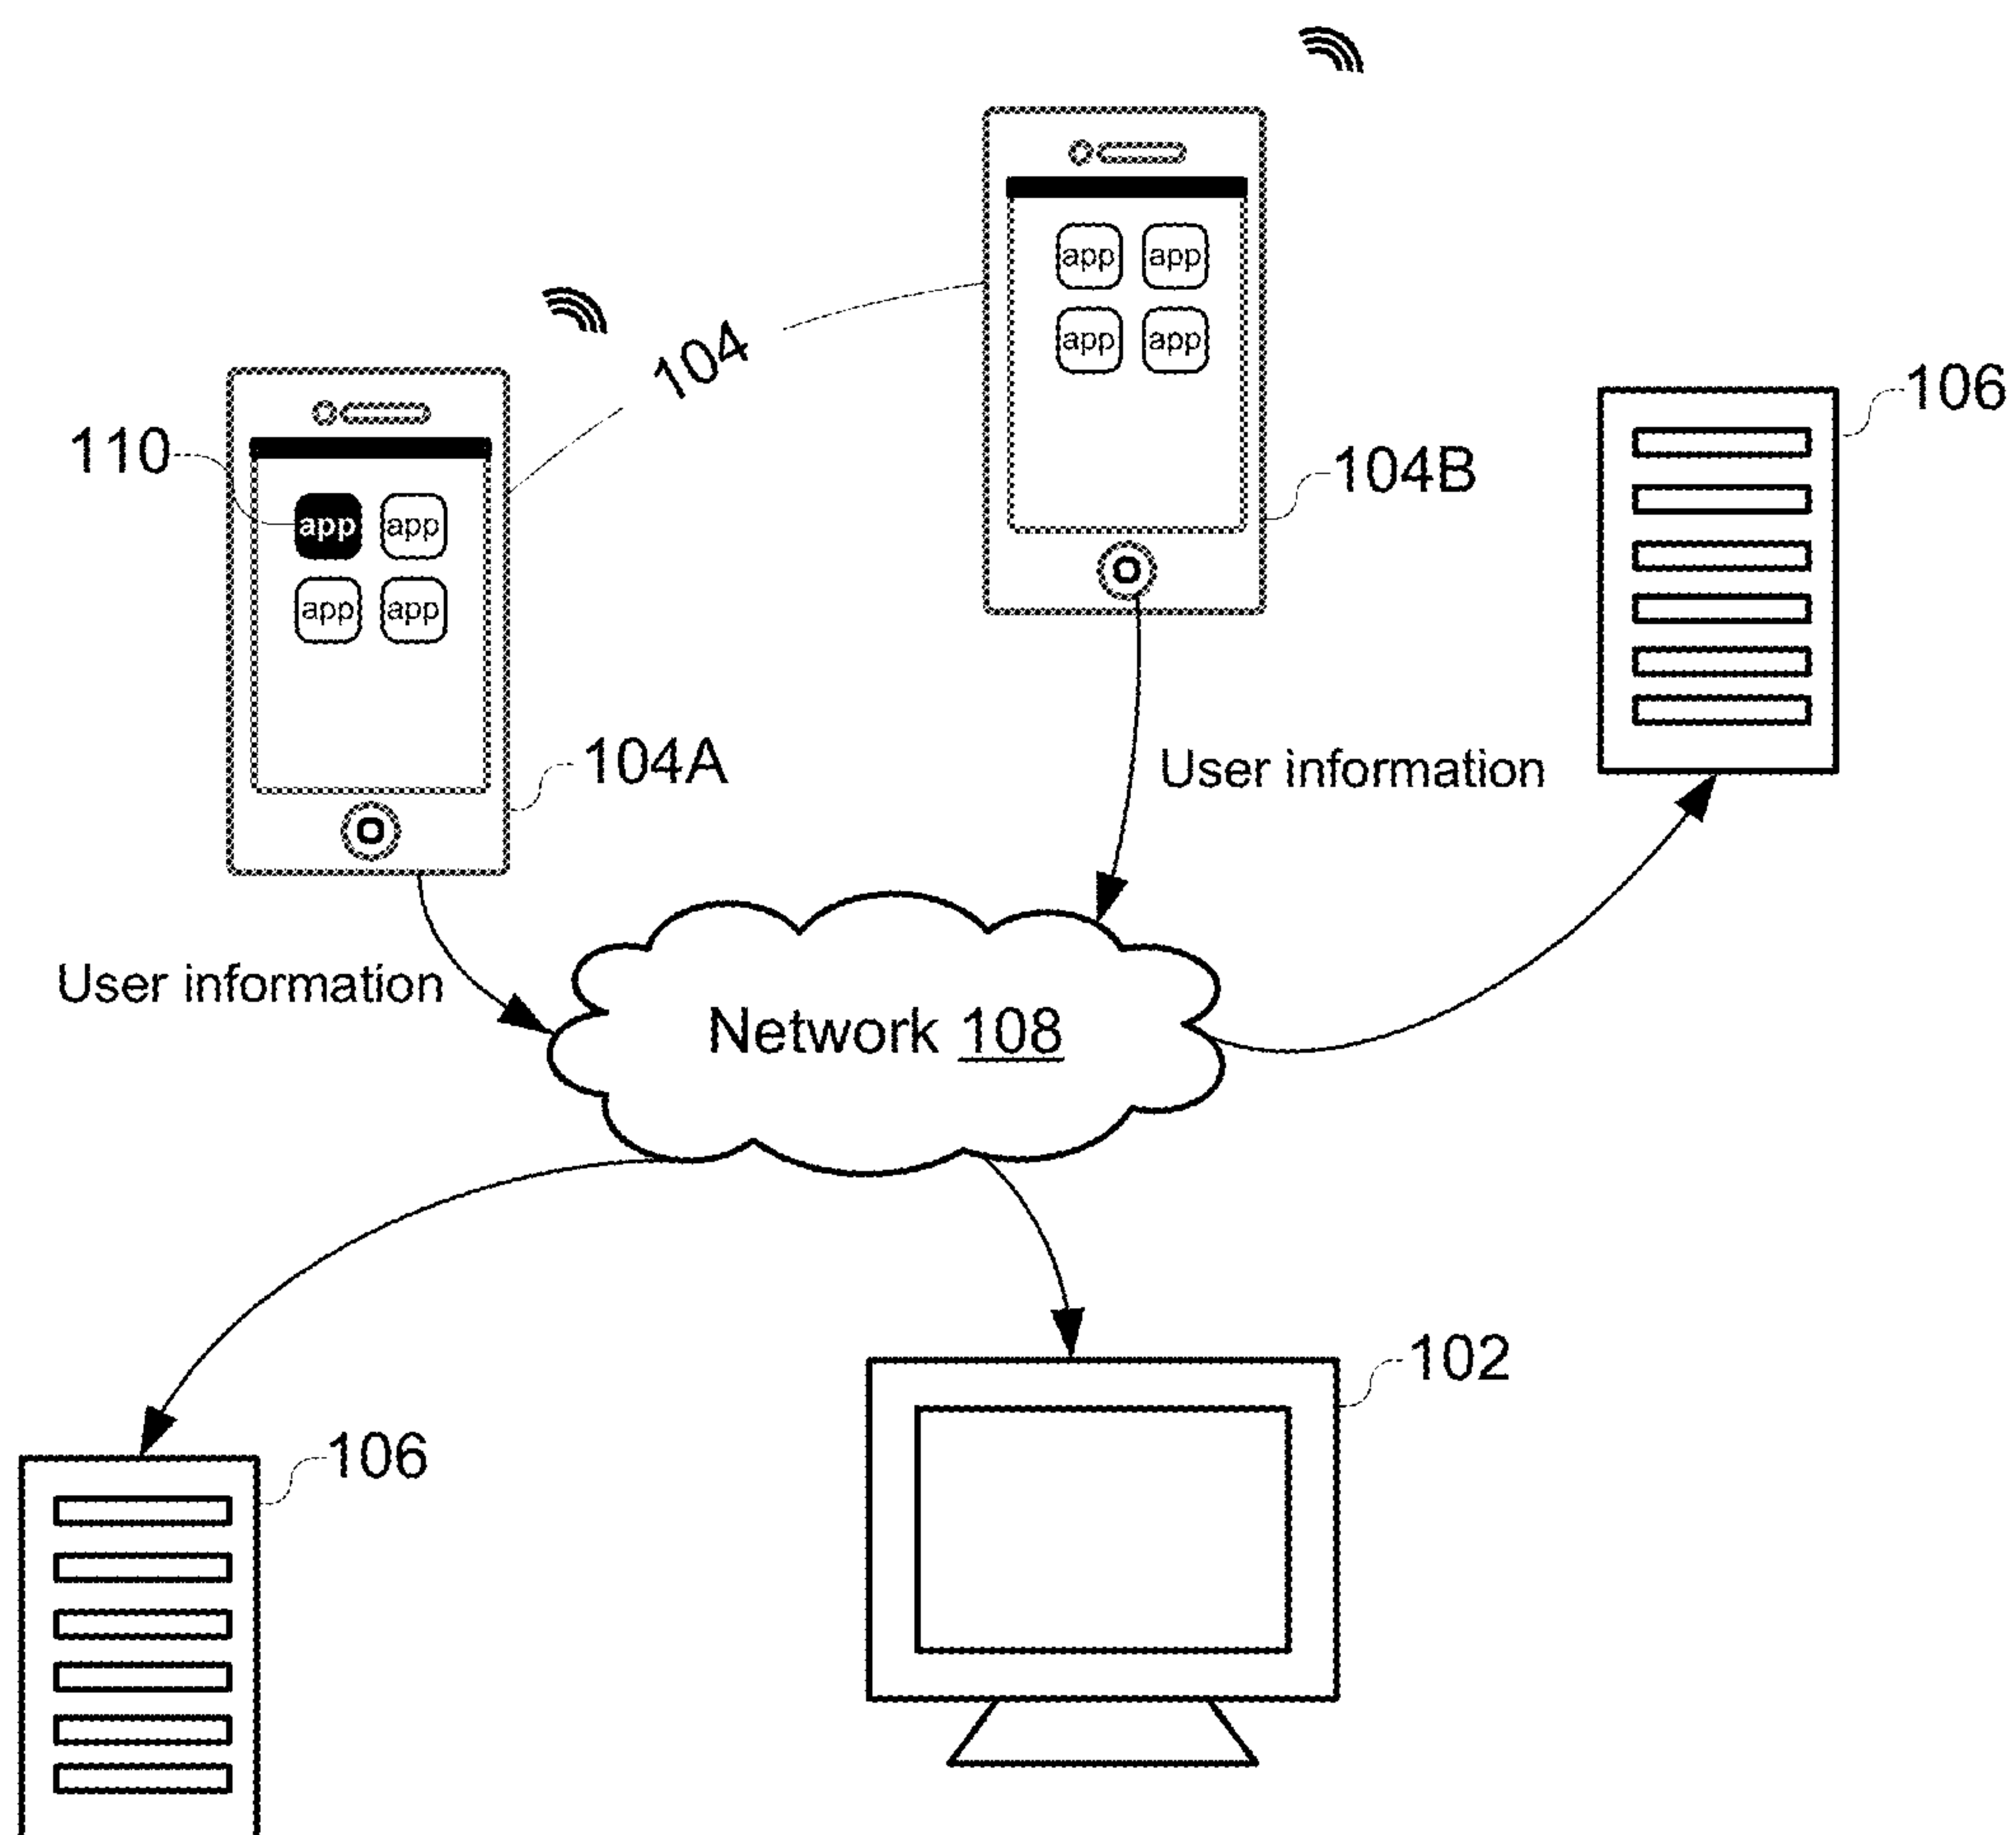 app app
104
app app
106
110
104B
app app
app app
104A
User information
User information
Network 108
102
106